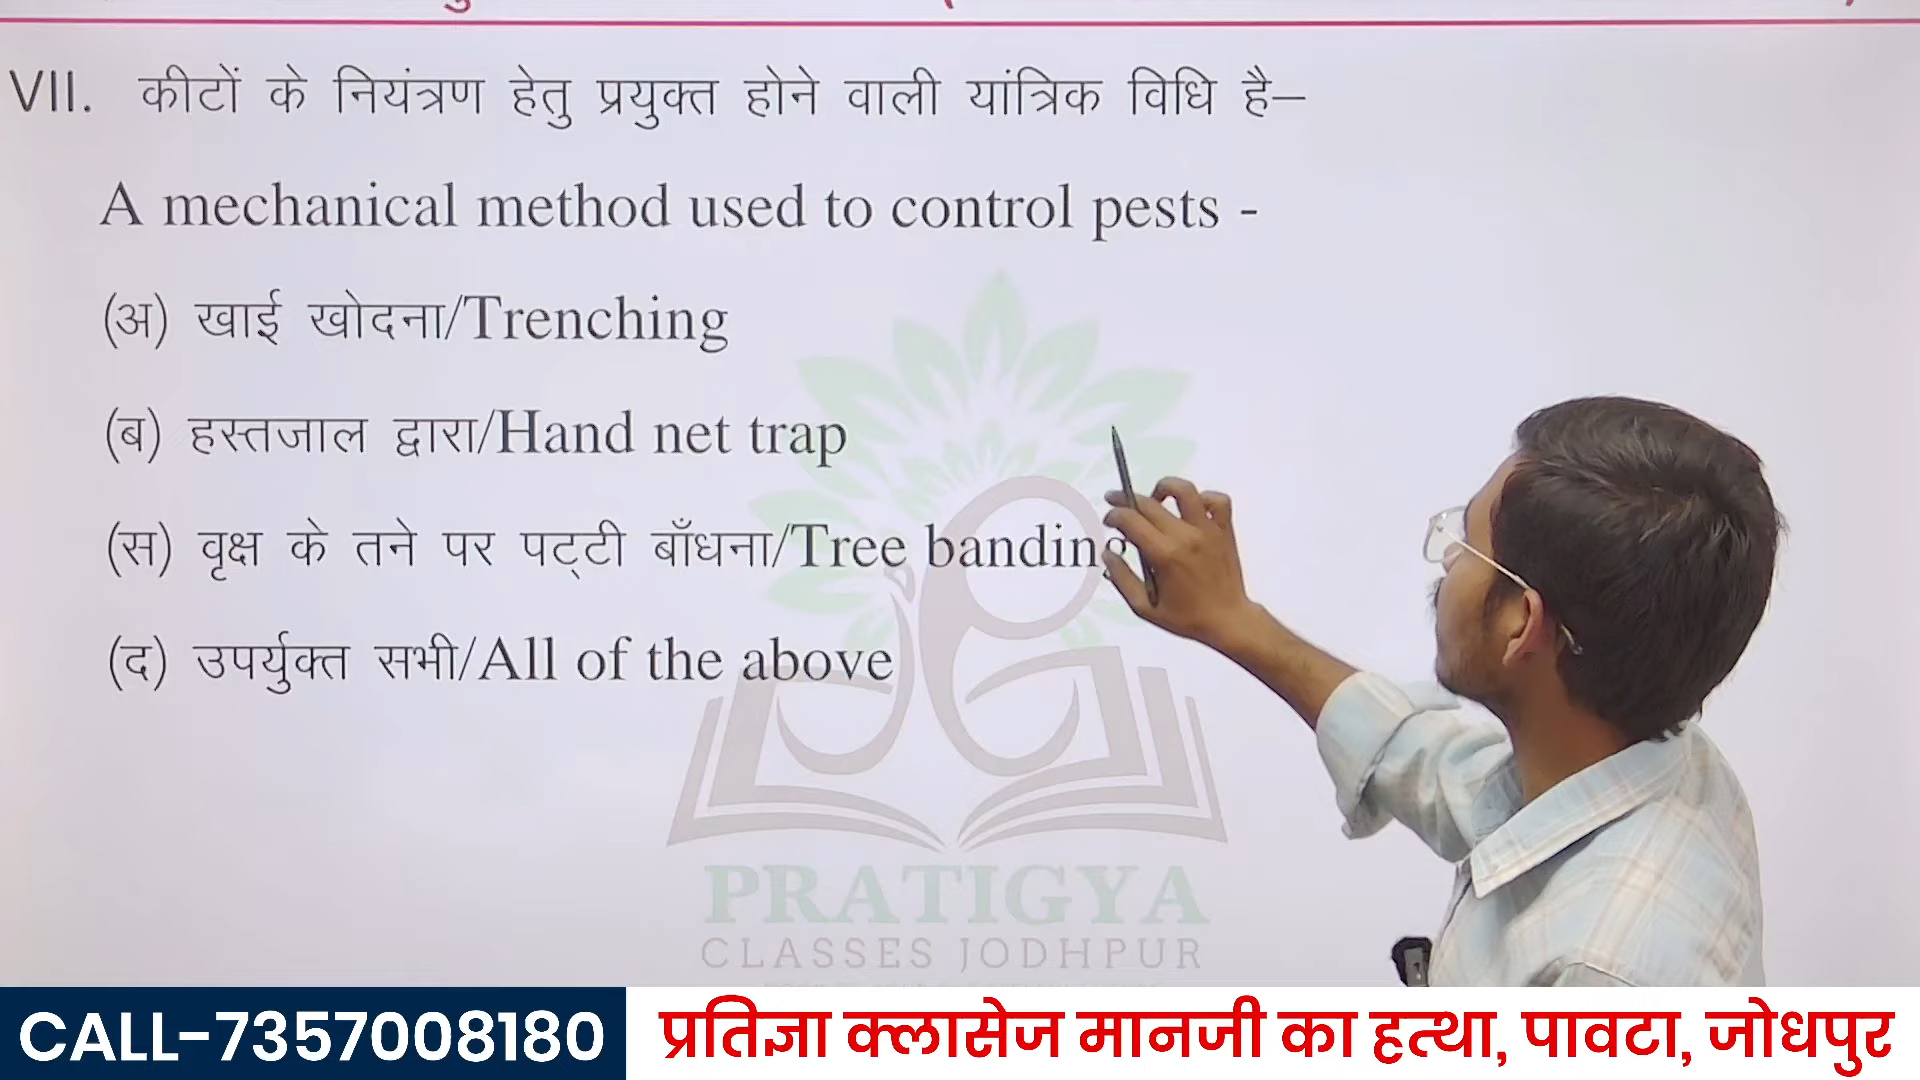 VII. कीटों के नियंत्रण हेतु प्रयुक्त होने वाली यांत्रिक विधि है–
A mechanical method used to control pests -
(अ) खाई खोदना/Trenching
(ब) हस्तजाल द्वारा/Hand net trap
(स) वृक्ष के तने पर पट्टी बाँधना/Tree banding
(द) उपर्युक्त सभी/All of the above
PRATIGYA
CLASSES JODHPUR
CALL-7357008180
प्रतिज्ञा क्लासेज मानजी का हत्था, पावटा, जोधपुर